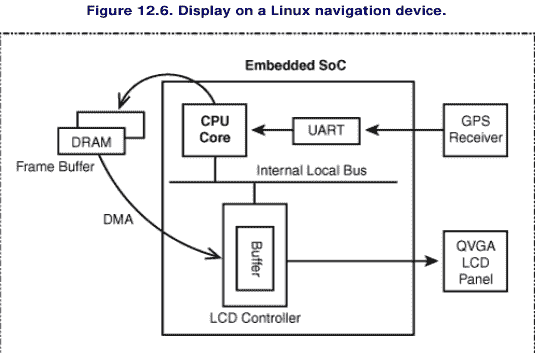 Figure 12.6. Display on a Linux navigation device.
Embedded SoC
CPU
Core
UART
GPS
Receiver
DRAM
Frame Buffer
Internal Local Bus
DMA
Buffer
QVGA
LCD
Panel
LCD Controller